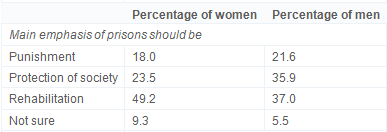 Percentage of women Percentage of men
Main emphasis of prisons should be
Punishment 18.0 21.6
Protection of society 23.5 35.9
Rehabilitation 49.2 37.0
Not sure 9.3 5.5